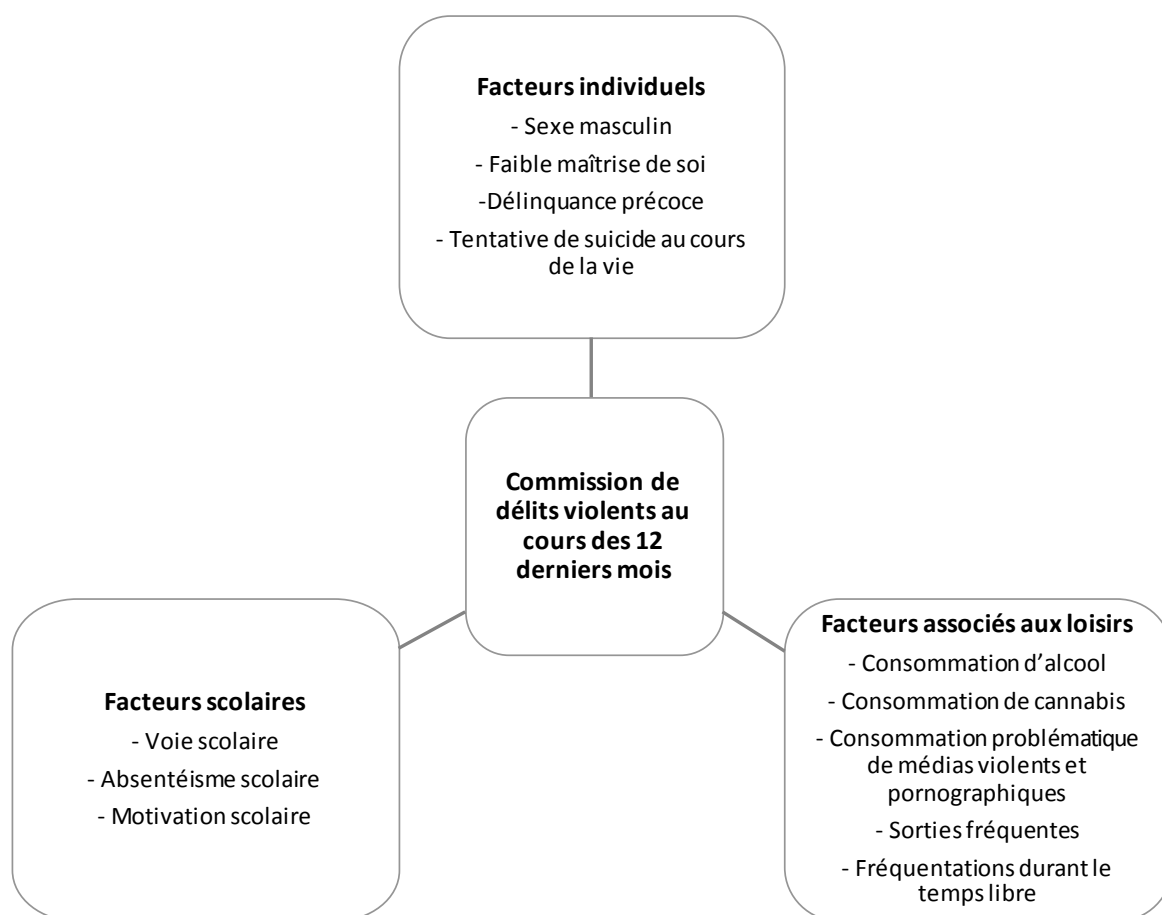 Facteurs individuels
- Sexe masculin
- Faible maîtrise de soi
-Délinquance précoce
- Tentative de suicide au cours
de la vie
Commission de
délits violents au
cours des 12
derniers mois
Facteurs scolaires
- Voie scolaire
- Absentéisme scolaire
- Motivation scolaire
Facteurs associés aux loisirs
- Consommation d’alcool
- Consommation de cannabis
- Consommation problématique
de médias violents et
pornographiques
- Sorties fréquentes
- Fréquentations durant le
temps libre